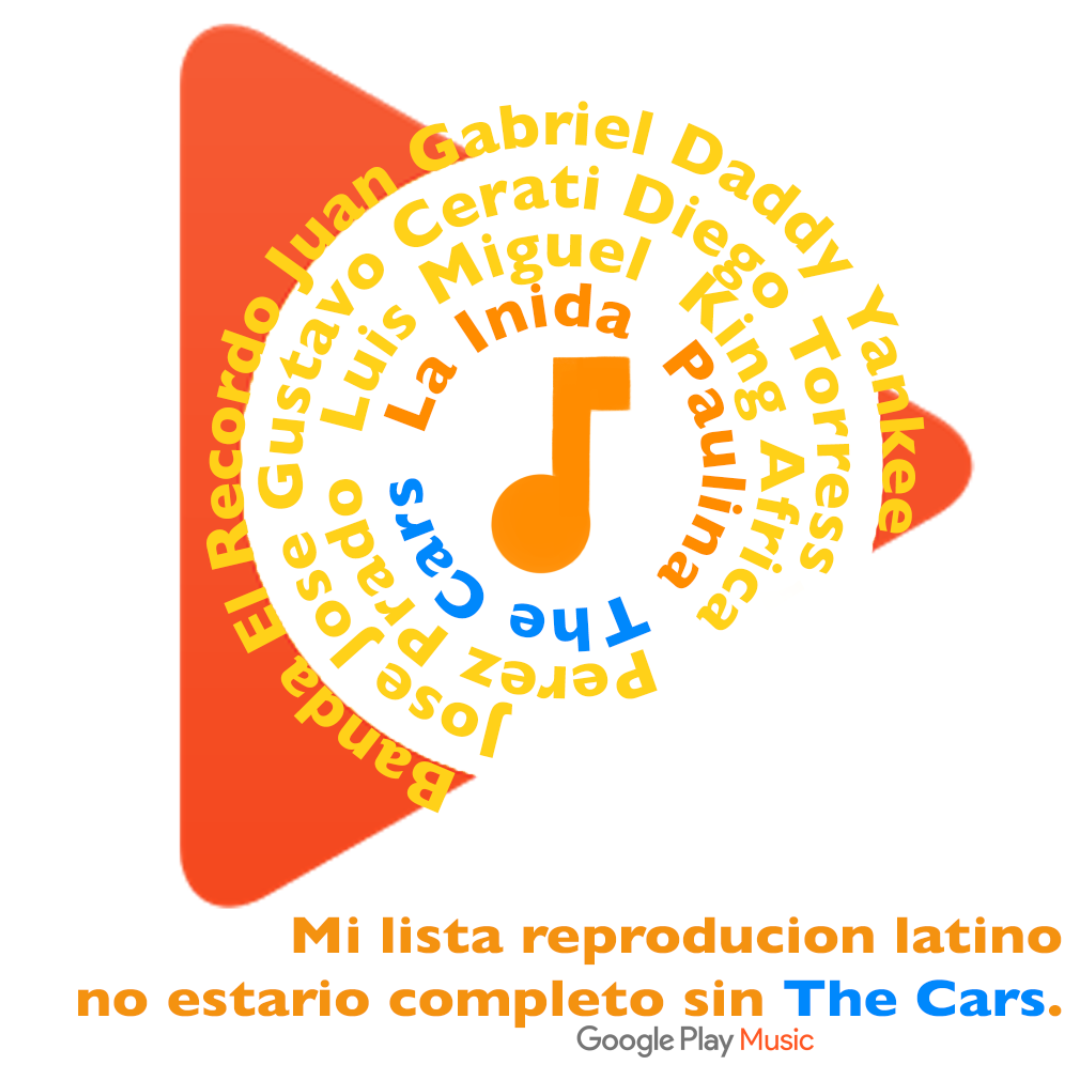 Banda El Recordo Juan Gabriel Daddy Yankee
Jose Jose Gustavo Cerati Diego Torress
Perez Prado Luis Miguel King Africa
The Cars La Inida Paulina
Mi lista reproducion latino
no estario completo sin The Cars.
Google Play Music